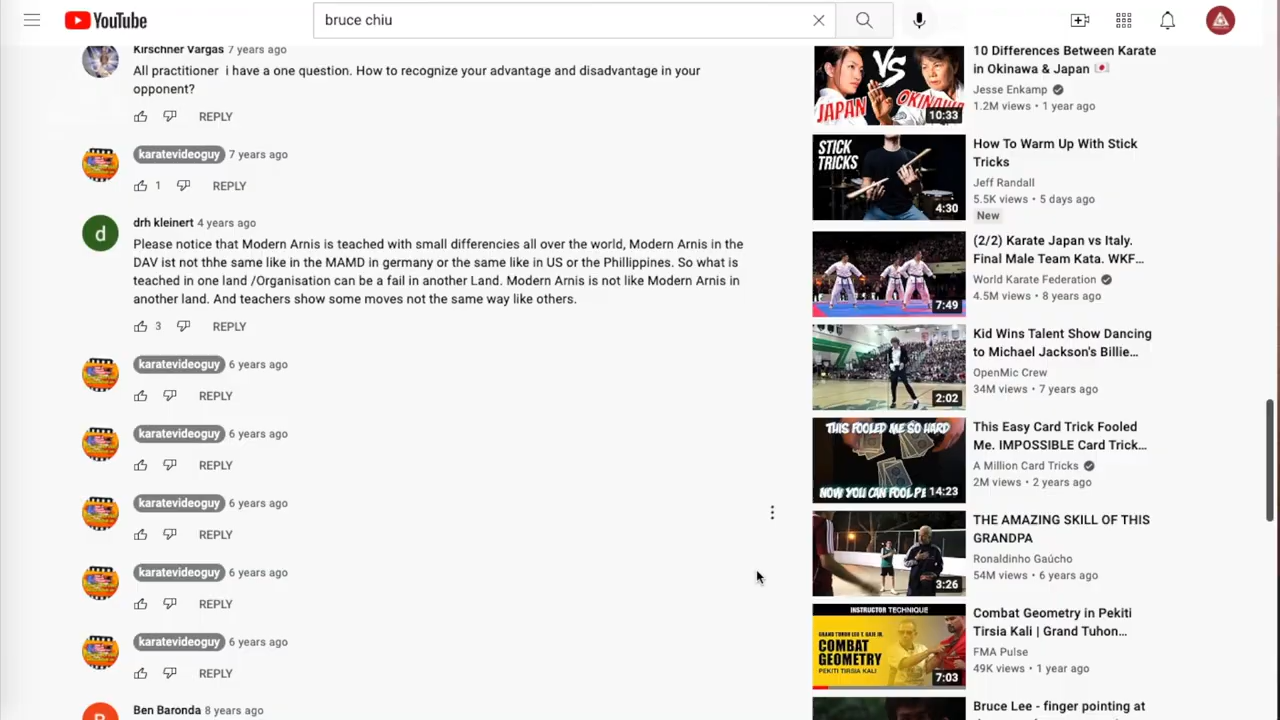 YouTube
bruce chiu
Kirschner Vargas 7 years ago
All practitioner i have a one question. How to recognize your advantage and disadvantage in your
opponent?
REPLY
karatevideoguy 7 years ago
1 REPLY
d
drh kleinert 4 years ago
Please notice that Modern Arnis is teached with small differencies all over the world, Modern Arnis in the
DAV ist not thhe same like in the MAMD in germany or the same like in US or the Phillippines. So what is
teached in one land /Organisation can be a fail in another Land. Modern Arnis is not like Modern Arnis in
another land. And teachers show some moves not the same way like others.
3 REPLY
karatevideoguy 6 years ago
REPLY
karatevideoguy 6 years ago
REPLY
karatevideoguy 6 years ago
REPLY
karatevideoguy 6 years ago
REPLY
karatevideoguy 6 years ago
REPLY
Ben Baronda 8 years ago
VS
JAPAN OKINAWA
10:33
10 Differences Between Karate
in Okinawa & Japan
Jesse Enkamp
1.2M views • 1 year ago
STICK
TRICKS
4:30
How To Warm Up With Stick
Tricks
Jeff Randall
5.5K views • 5 days ago
New
7:49
(2/2) Karate Japan vs Italy.
Final Male Team Kata. WKF...
World Karate Federation
4.5M views • 8 years ago
2:02
Kid Wins Talent Show Dancing
to Michael Jackson's Billie...
OpenMic Crew
34M views • 7 years ago
THIS FOOLED ME SO HARD
NOW YOU CAN FOOL
14:23
This Easy Card Trick Fooled
Me. IMPOSSIBLE Card Trick...
A Million Card Tricks
2M views • 2 years ago
3:26
THE AMAZING SKILL OF THIS
GRANDPA
Ronaldinho Gaúcho
54M views • 6 years ago
INSTRUCTOR TECHNIQUE
GRAND TUHON LEO T. GAJE JR.
COMBAT
GEOMETRY
PEKITI TIRSIA KALI
7:03
Combat Geometry in Pekiti
Tirsia Kali | Grand Tuhon...
FMA Pulse
49K views • 1 year ago
Bruce Lee - finger pointing at